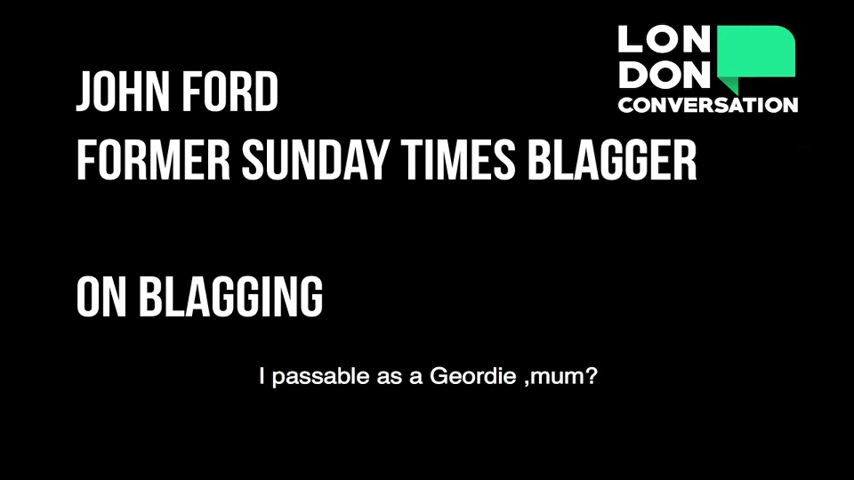 LON
DON
CONVERSATION
JOHN FORD
FORMER SUNDAY TIMES BLAGGER
ON BLAGGING
I passable as a Geordie ,mum?